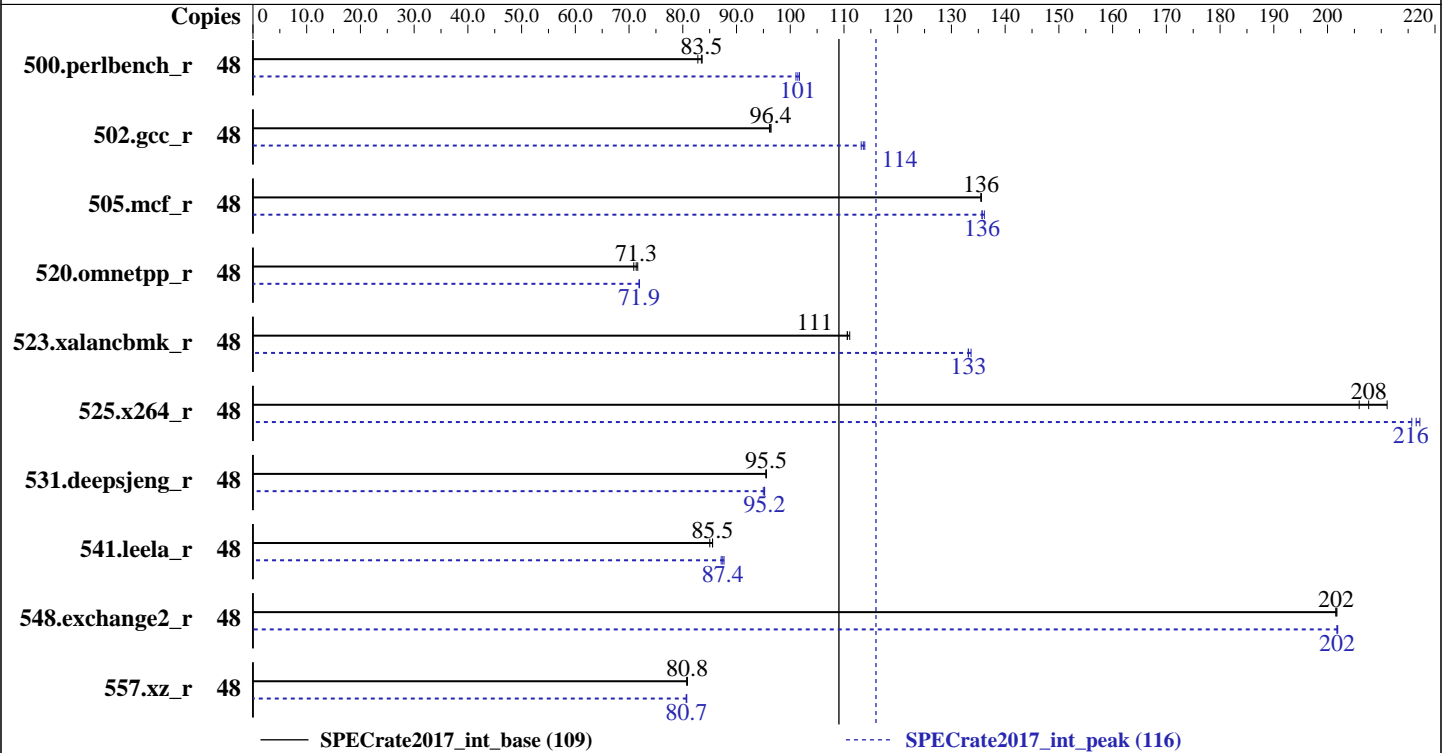 Copies 0 10.0 20.0 30.0 40.0 50.0 60.0 70.0 80.0 90.0 100 110 120 130 140 150 160 170 180 190 200 220
83.5
500.perlbench_r 48
101
96.4
502.gcc_r 48
114
136
505.mcf_r 48
136
71.3
520.omnetpp_r 48
71.9
111
523.xalancbmk_r 48
133
208
525.x264_r 48
216
95.5
531.deepsjeng_r 48
95.2
85.5
541.leela_r 48
87.4
202
548.exchange2_r 48
202
80.8
557.xz_r 48
80.7
SPECrate2017_int_base (109) SPECrate2017_int_peak (116)